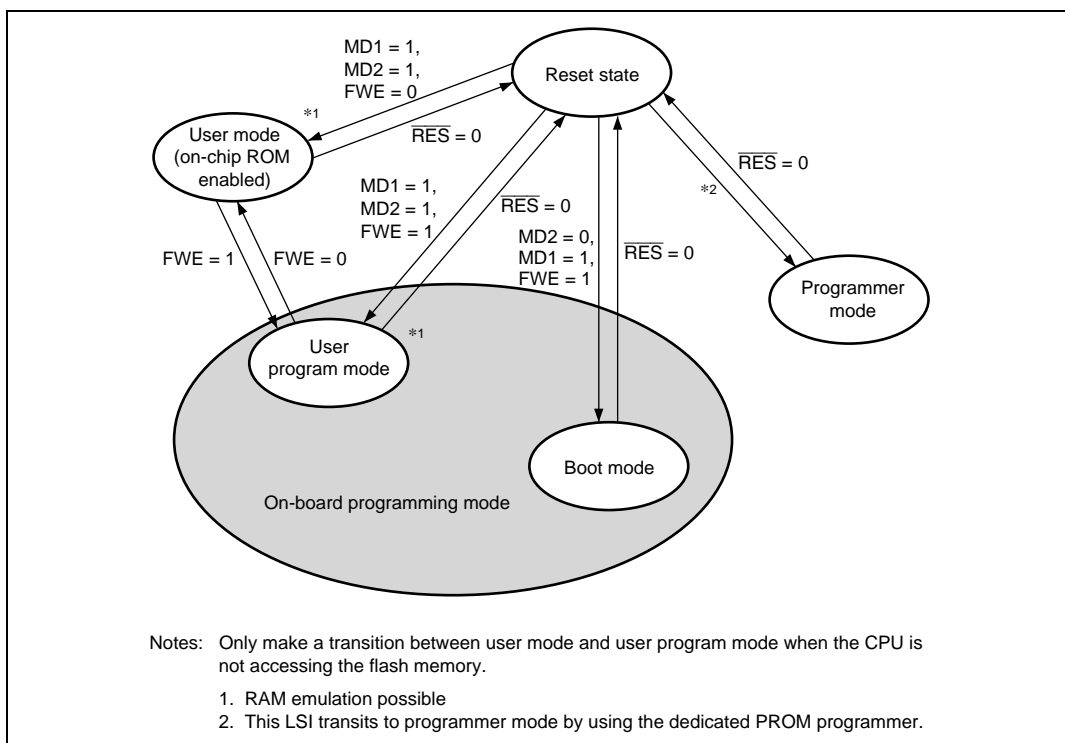 MD1 = 1,
MD2 = 1,
FWE = 0
Reset state
*1
RES = 0
User mode
(on-chip ROM
enabled)
RES = 0
MD1 = 1,
MD2 = 1,
FWE = 1
RES = 0
*2
MD2 = 0,
MD1 = 1,
FWE = 1
RES = 0
FWE = 1
FWE = 0
Programmer
mode
User
program mode
*1
Boot mode
On-board programming mode
Notes: Only make a transition between user mode and user program mode when the CPU is
not accessing the flash memory.
1. RAM emulation possible
2. This LSI transits to programmer mode by using the dedicated PROM programmer.